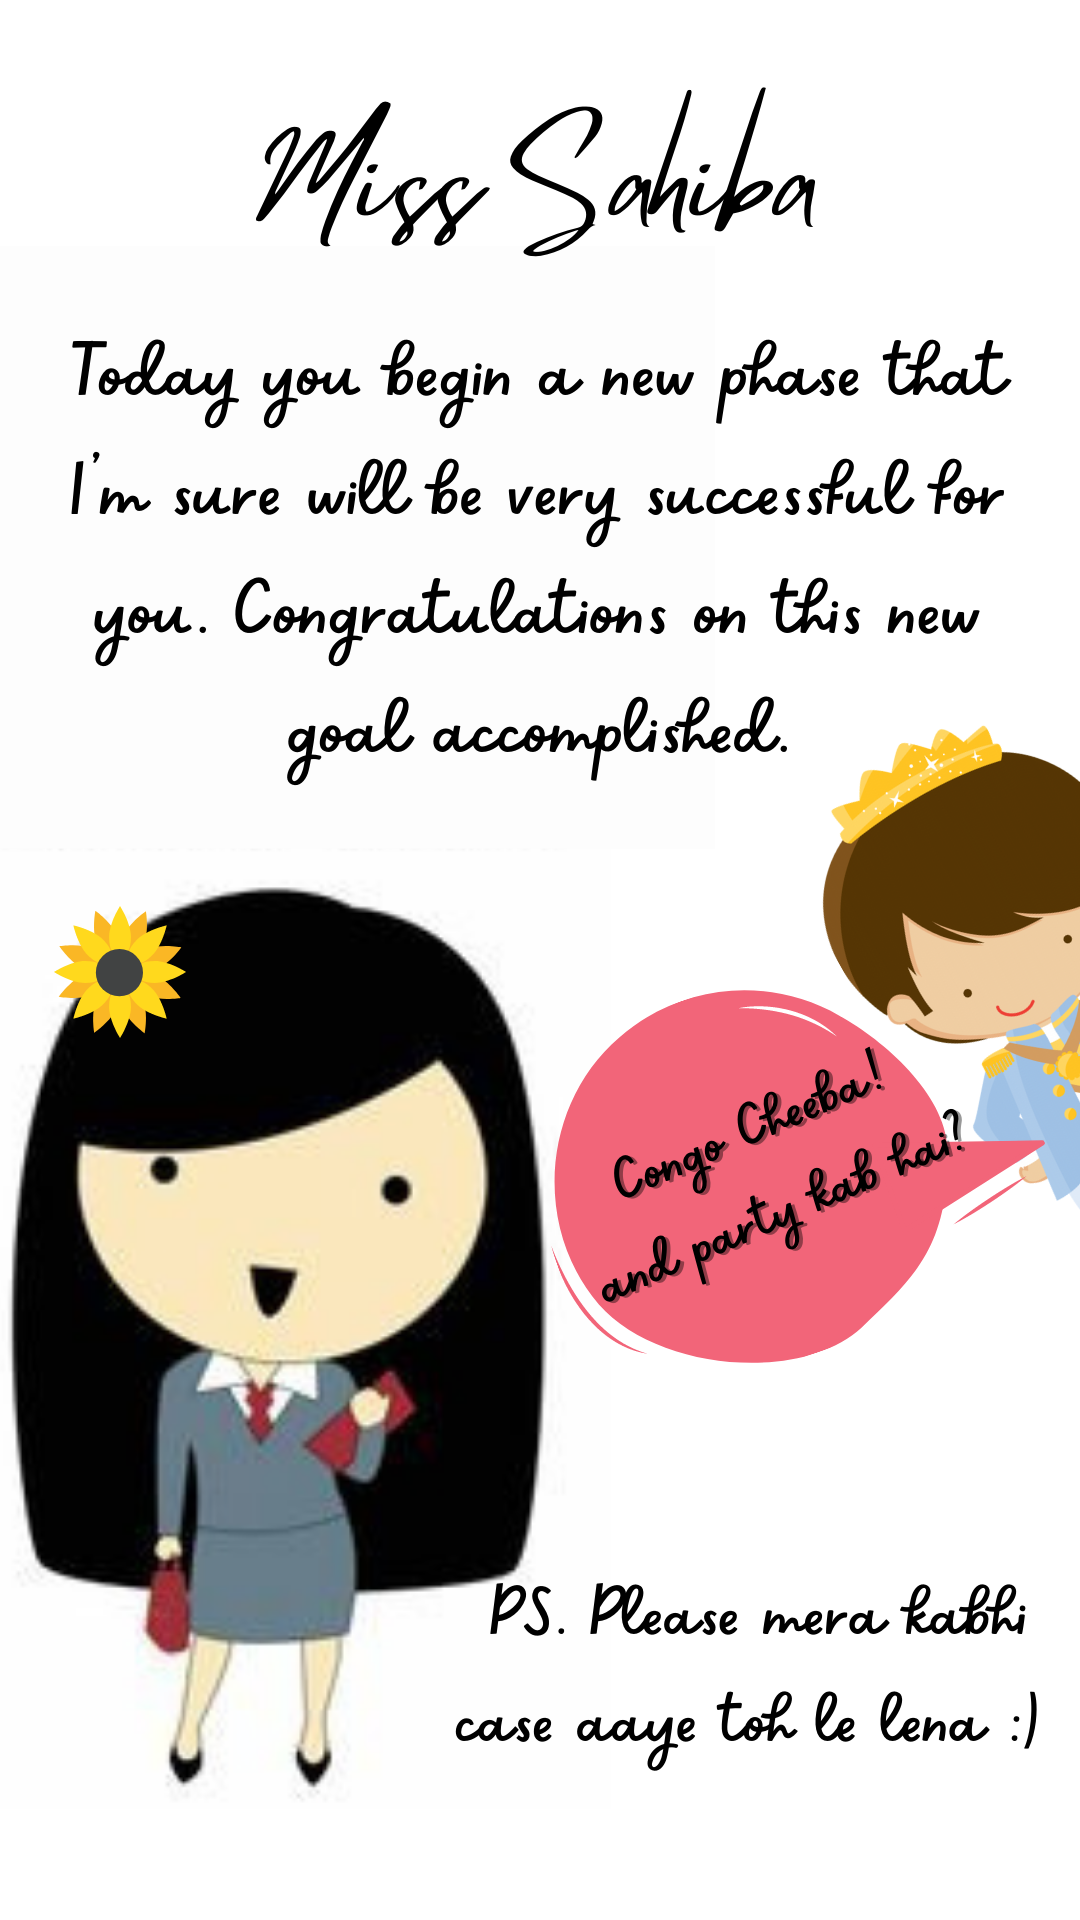 Miss Sahiba
Today you begin a new phase that
I'm sure will be very successful for
you. Congratulations on this new
goal accomplished.
Congo Cheeba!
and party kab hai?
PS. Please mera kabhi
case aaye toh le lena :)